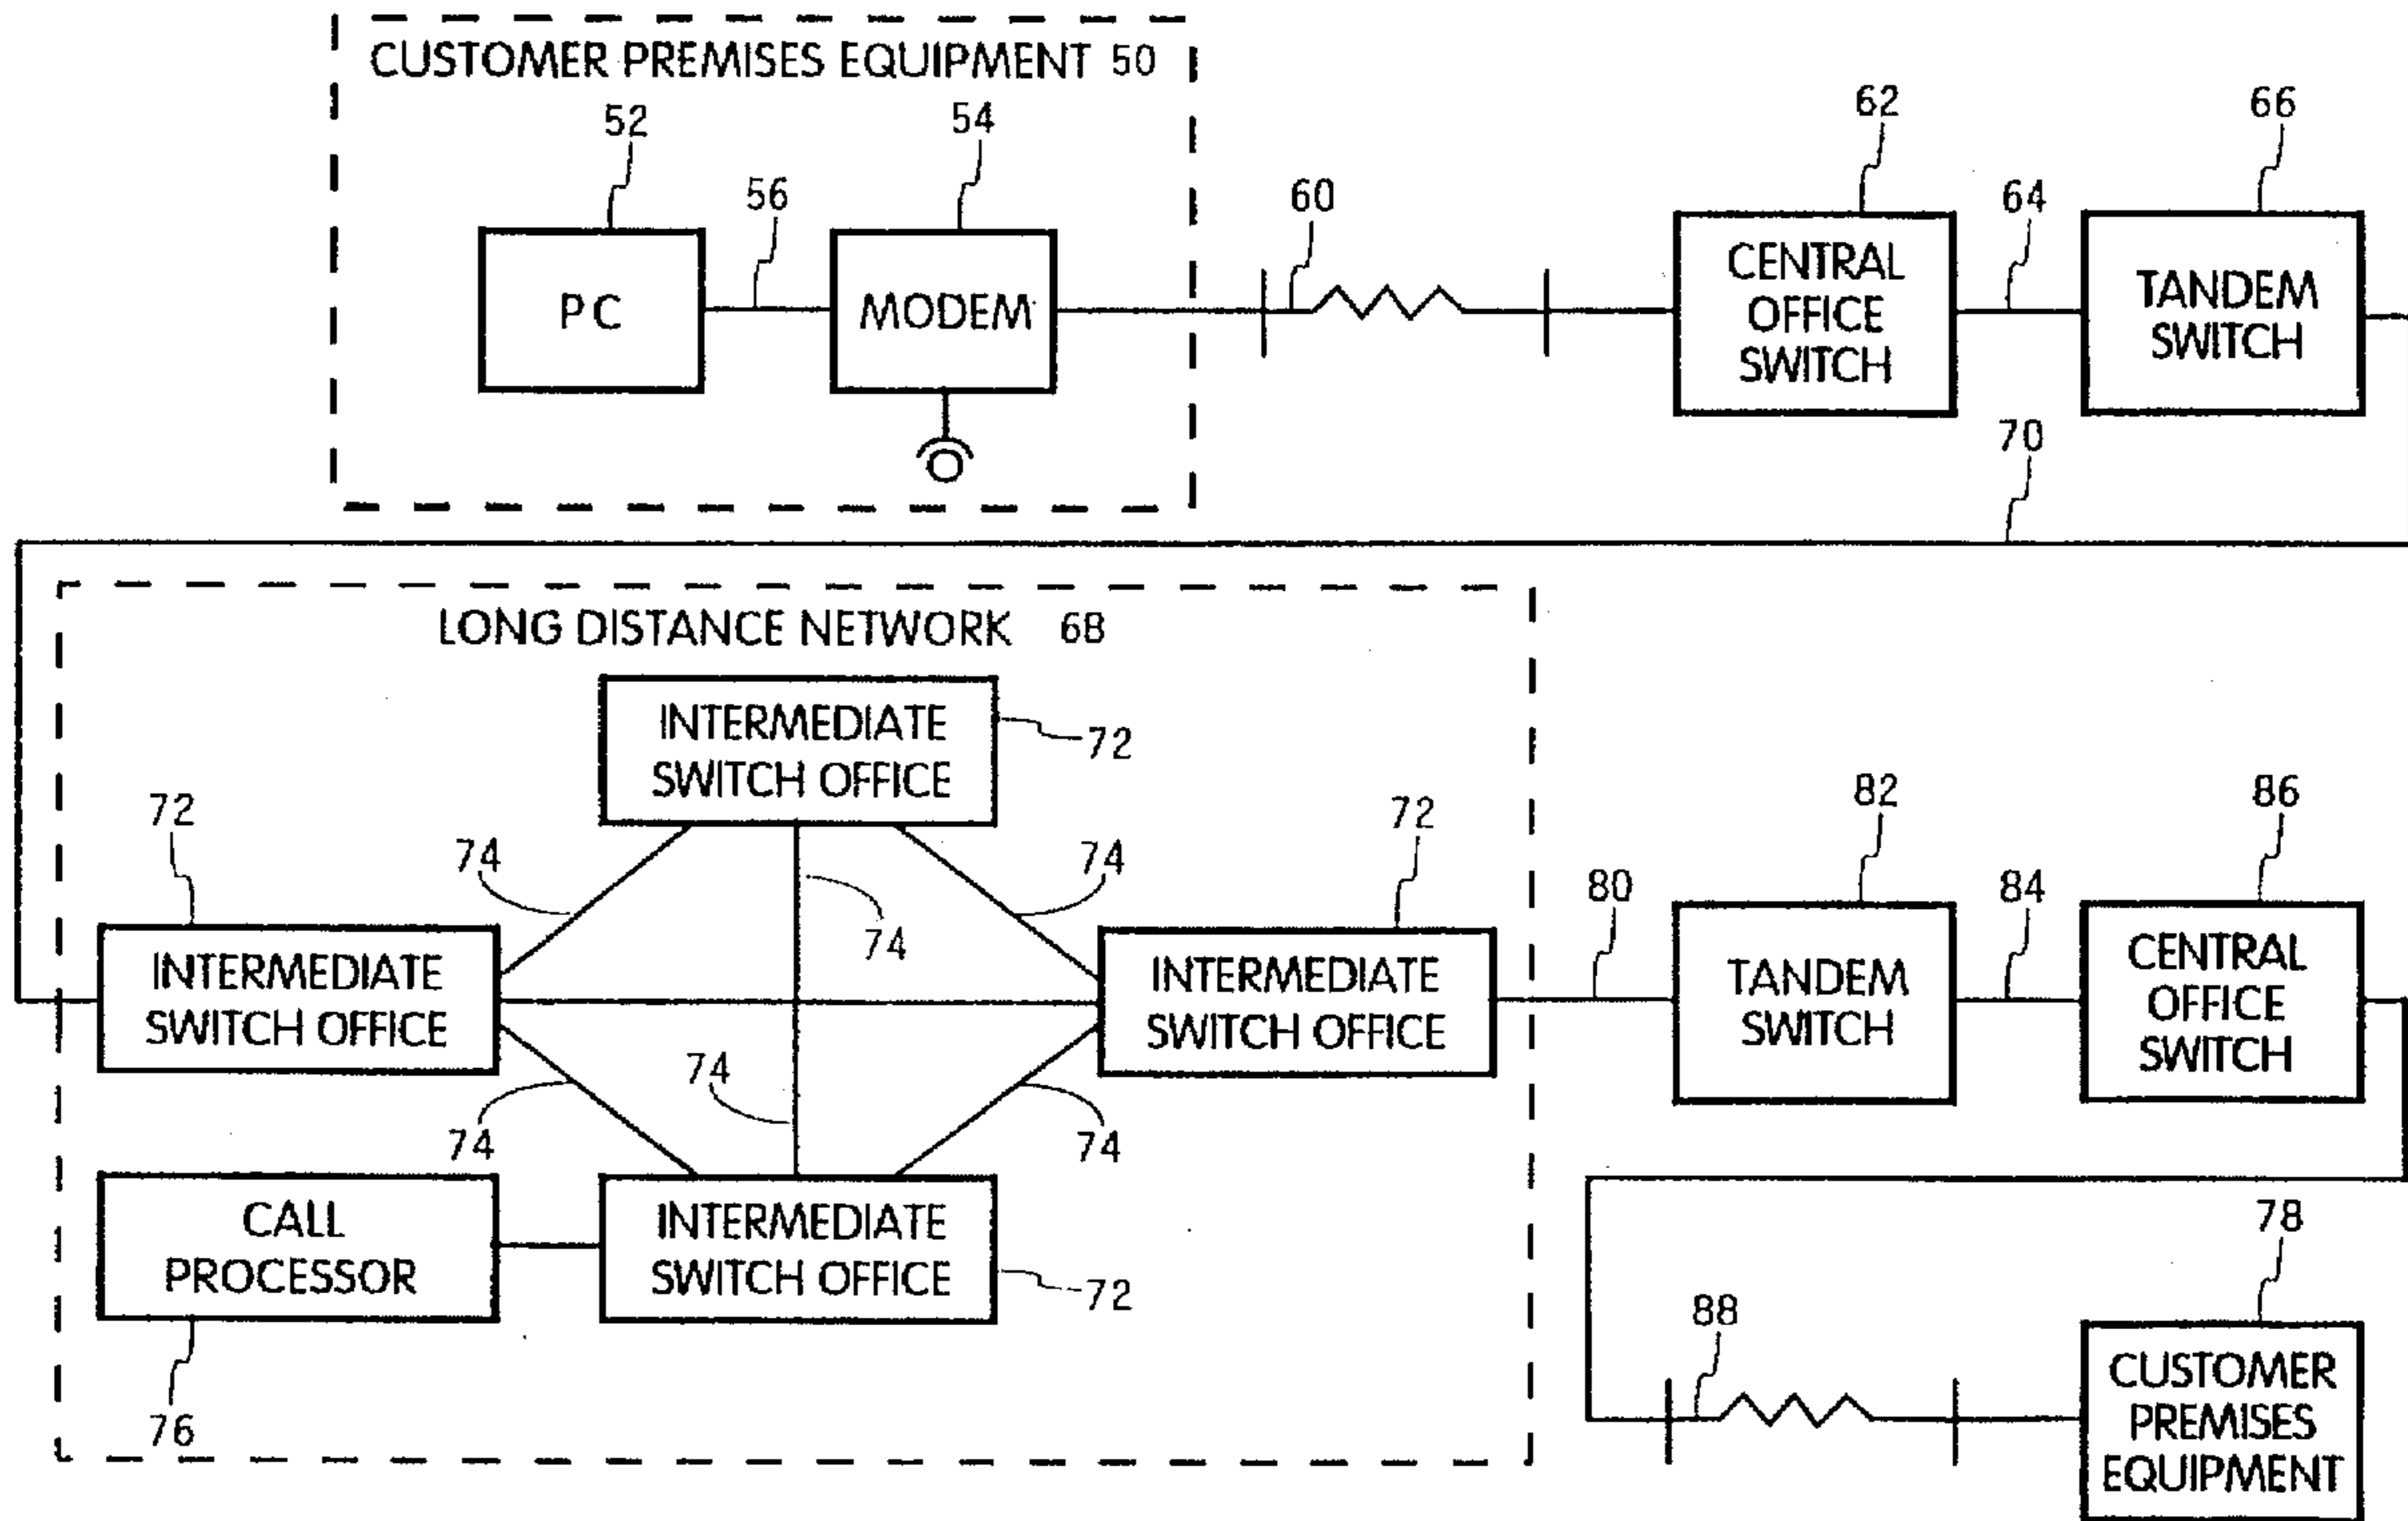 CUSTOMER PREMISES EQUIPMENT 50
52
54
56
PC
MODEM
60
62
64
66
CENTRAL
OFFICE
SWITCH
TANDEM
SWITCH
70
LONG DISTANCE NETWORK 68
INTERMEDIATE
SWITCH OFFICE
72
72
74
74
74
72
INTERMEDIATE
SWITCH OFFICE
INTERMEDIATE
SWITCH OFFICE
74
74
74
CALL
PROCESSOR
76
INTERMEDIATE
SWITCH OFFICE
72
80
82
84
86
TANDEM
SWITCH
CENTRAL
OFFICE
SWITCH
88
78
CUSTOMER
PREMISES
EQUIPMENT